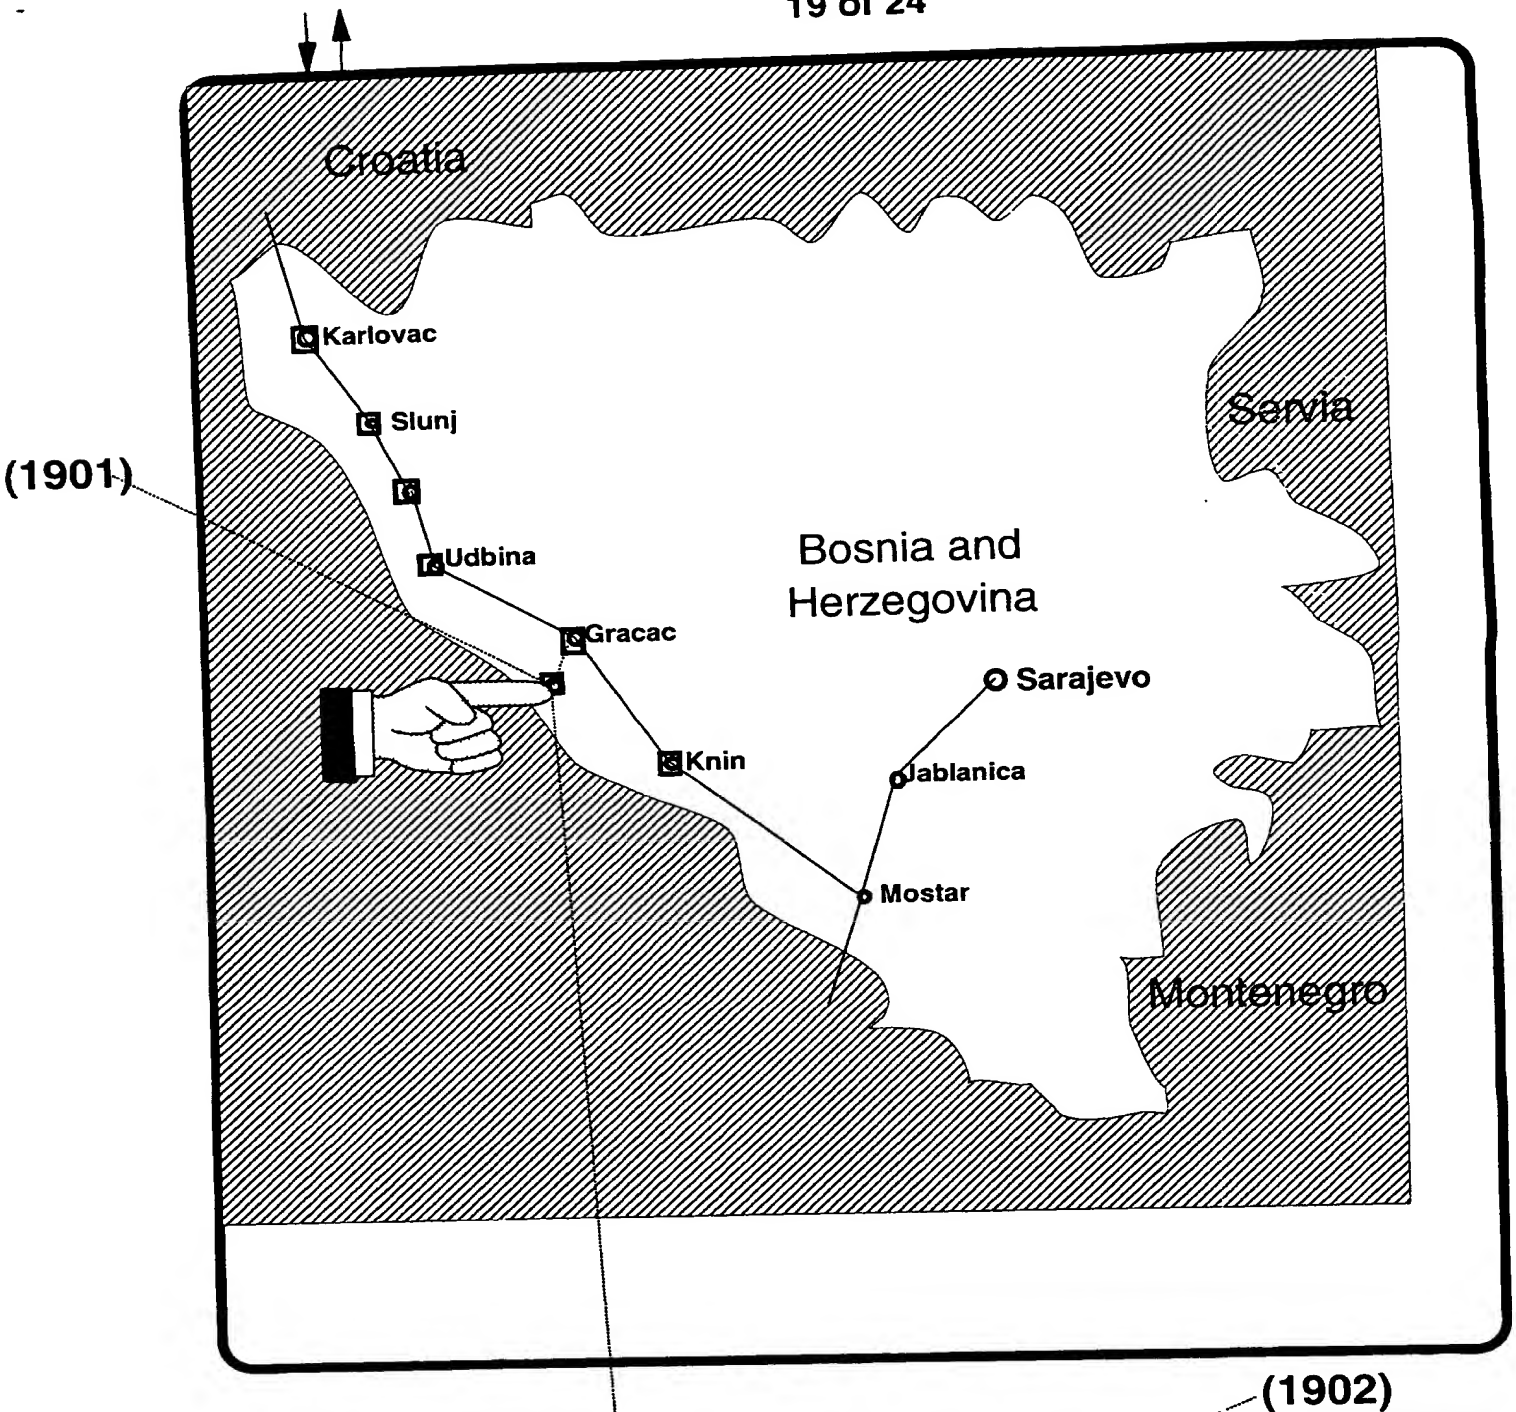 19 of 24
Croatia
Karlovac
Slunj
Servia
(1901)
Bosnia and
Herzegovina
Udbina
Gracac
Sarajevo
Knin
Jablanica
Mostar
Montenegro
(1902)